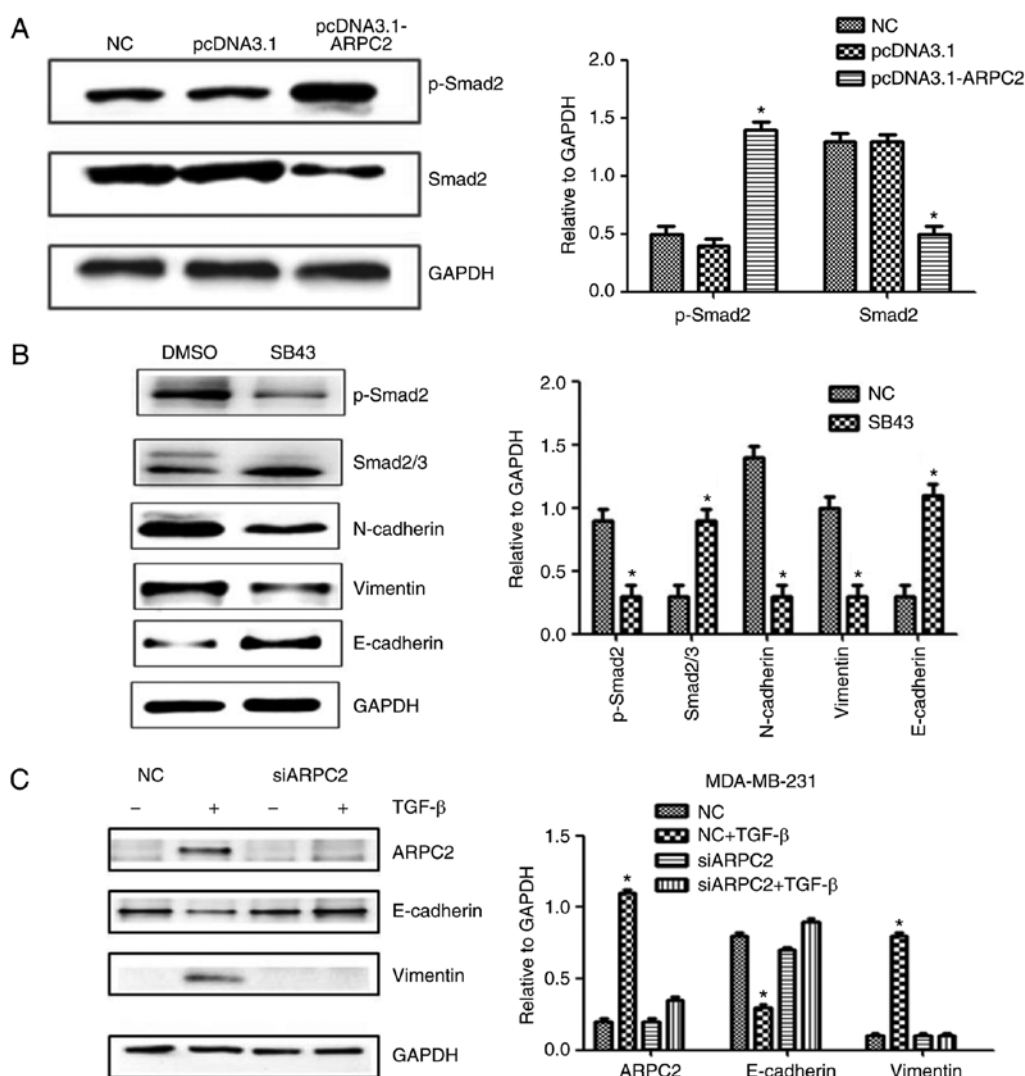 A
NC pcDNA3.1 pcDNA3.1-
ARPC2
p-Smad2
Smad2
GAPDH
NC
pcDNA3.1
pcDNA3.1-ARPC2
Relative to GAPDH
2.0
1.5
1.0
0.5
0.0
*
*
p-Smad2 Smad2
B
DMSO SB43
p-Smad2
Smad2/3
N-cadherin
Vimentin
E-cadherin
GAPDH
NC
SB43
Relative to GAPDH
2.0
1.5
1.0
0.5
0.0
* * * * *
p-Smad2 Smad2/3 N-cadherin Vimentin E-cadherin
C
NC siARPC2
– + – + TGF-β
ARPC2
E-cadherin
Vimentin
GAPDH
MDA-MB-231
NC
NC+TGF-β
siARPC2
siARPC2+TGF-β
Relative to GAPDH
1.5
1.0
0.5
0.0
* * *
ARPC2 E-cadherin Vimentin